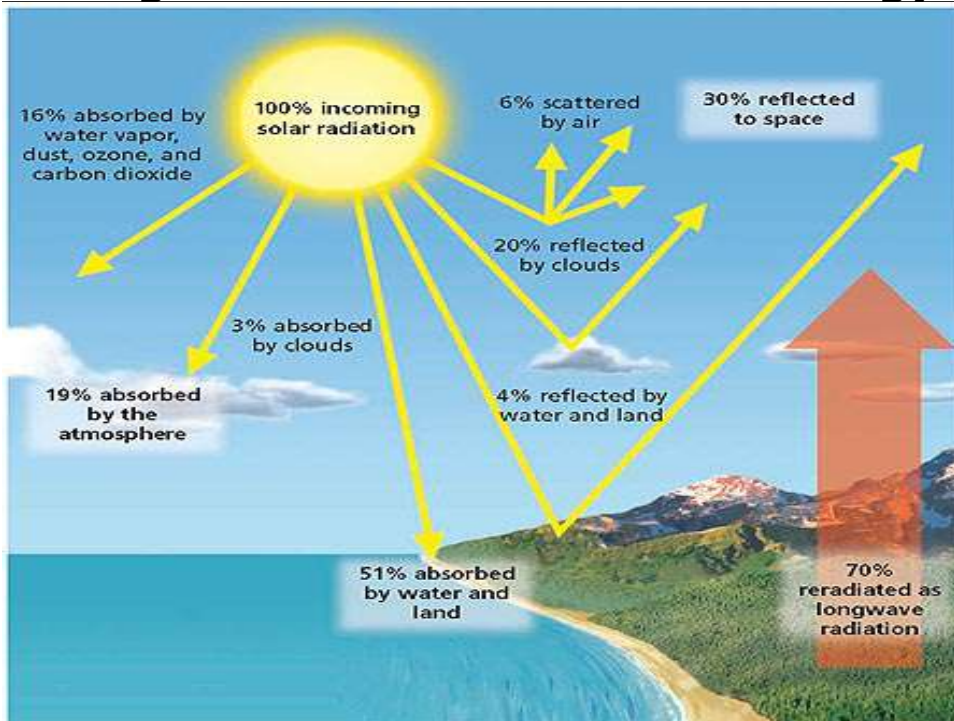 100% incoming
solar radiation
16% absorbed by
water vapor,
dust, ozone, and
carbon dioxide
6% scattered
by air
30% reflected
to space
20% reflected
by clouds
3% absorbed
by clouds
19% absorbed
by the
atmosphere
4% reflected by
water and land
51% absorbed
by water and
land
70%
reradiated as
longwave
radiation